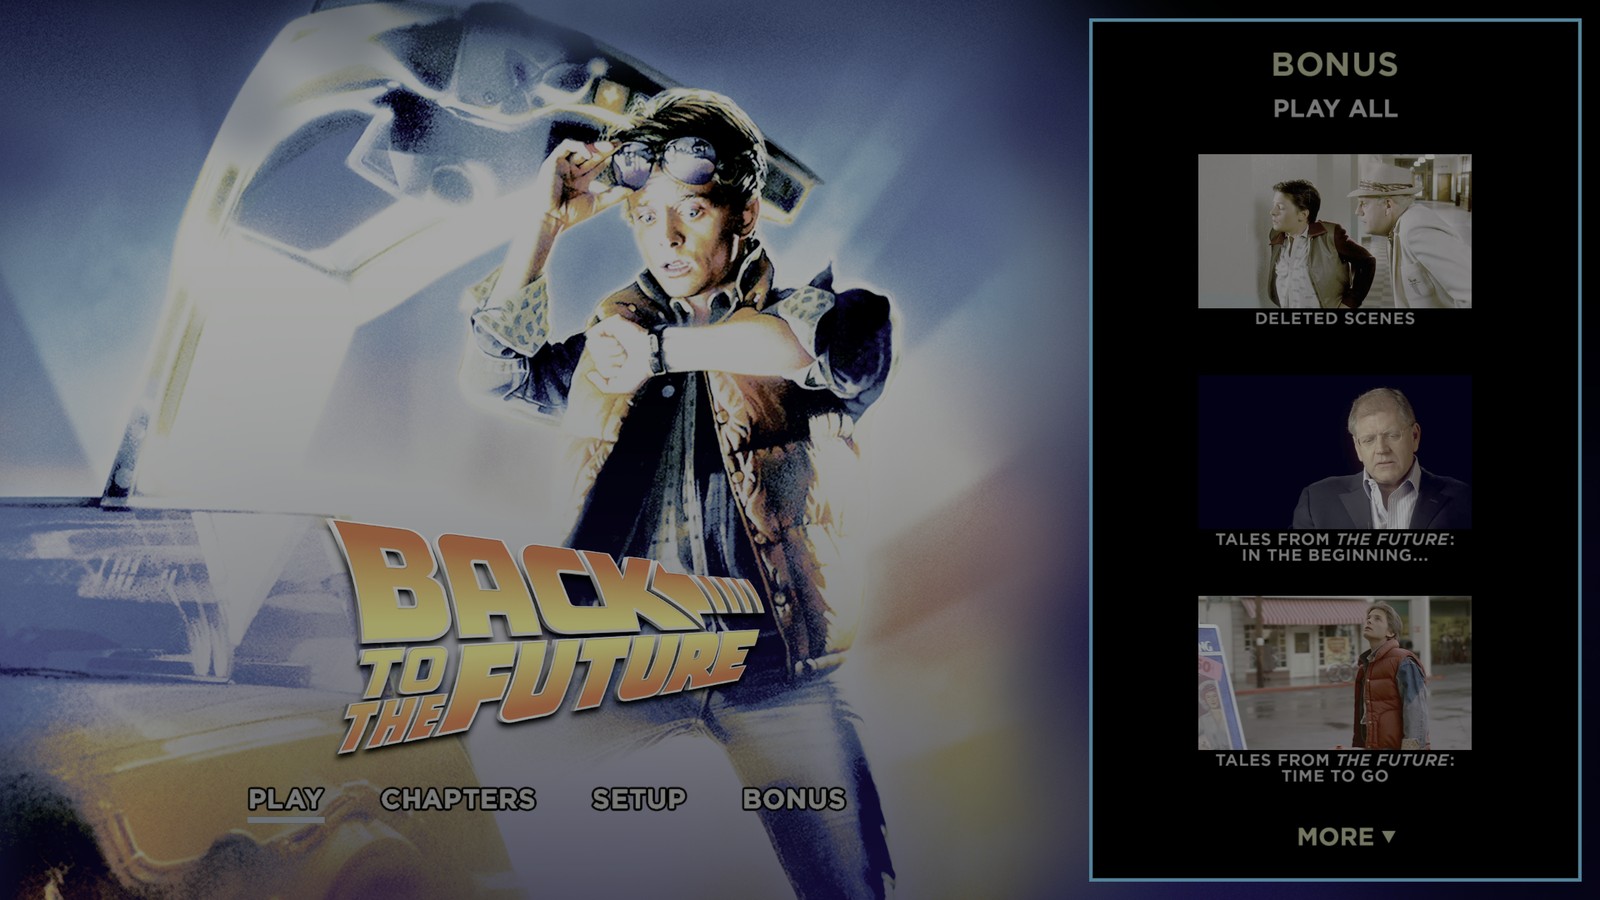 BACK
TO
THE FUTURE
PLAY CHAPTERS SETUP BONUS
BONUS
PLAY ALL
DELETED SCENES
TALES FROM THE FUTURE:
IN THE BEGINNING...
NG
TALES FROM THE FUTURE:
TIME TO GO
MORE ▼